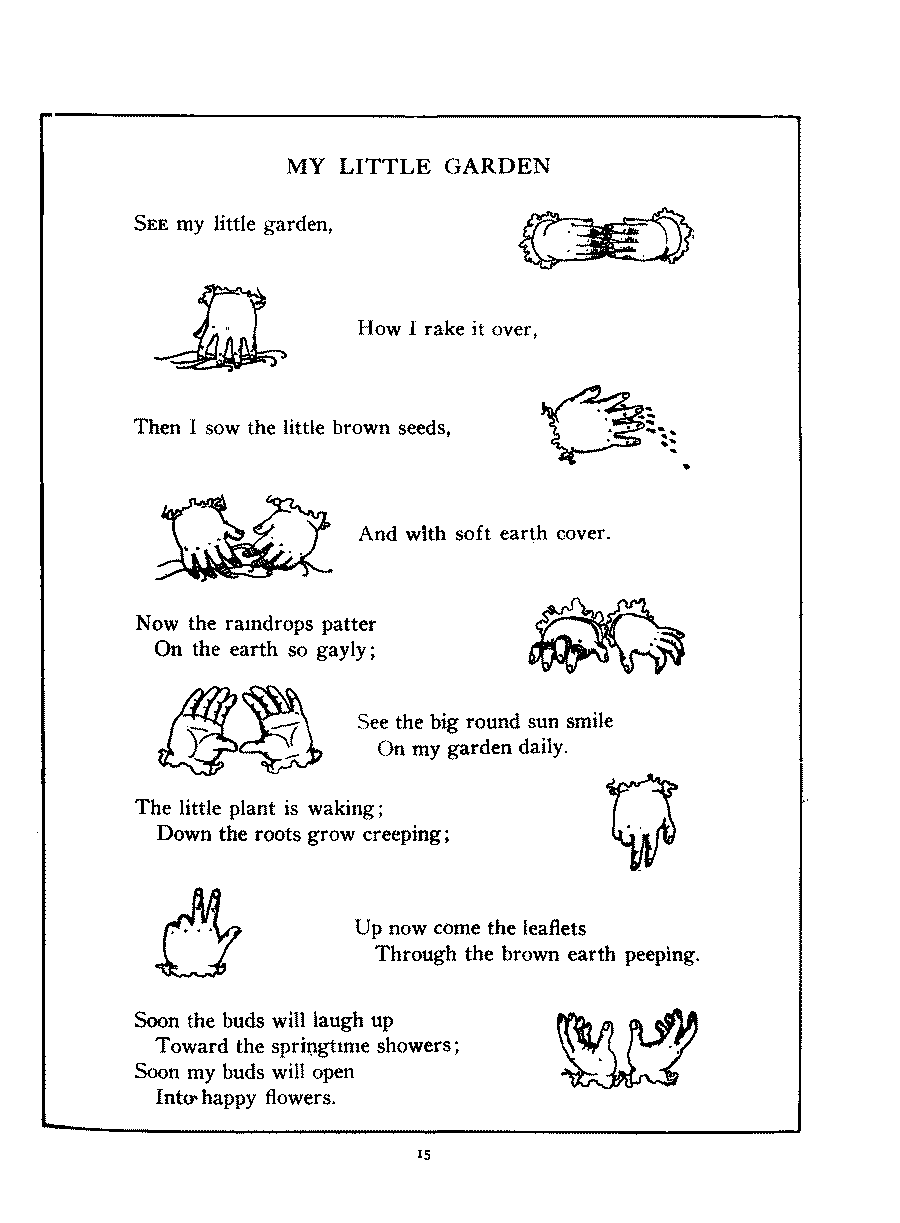 MY LITTLE GARDEN
SEE my little garden,
How I rake it over,
Then I sow the little brown seeds,
And with soft earth cover.
Now the raindrops patter
On the earth so gayly;
See the big round sun smile
On my garden daily.
The little plant is waking;
Down the roots grow creeping;
Up now come the leaflets
Through the brown earth peeping.
Soon the buds will laugh up
Toward the springtime showers;
Soon my buds will open
Into happy flowers.
15